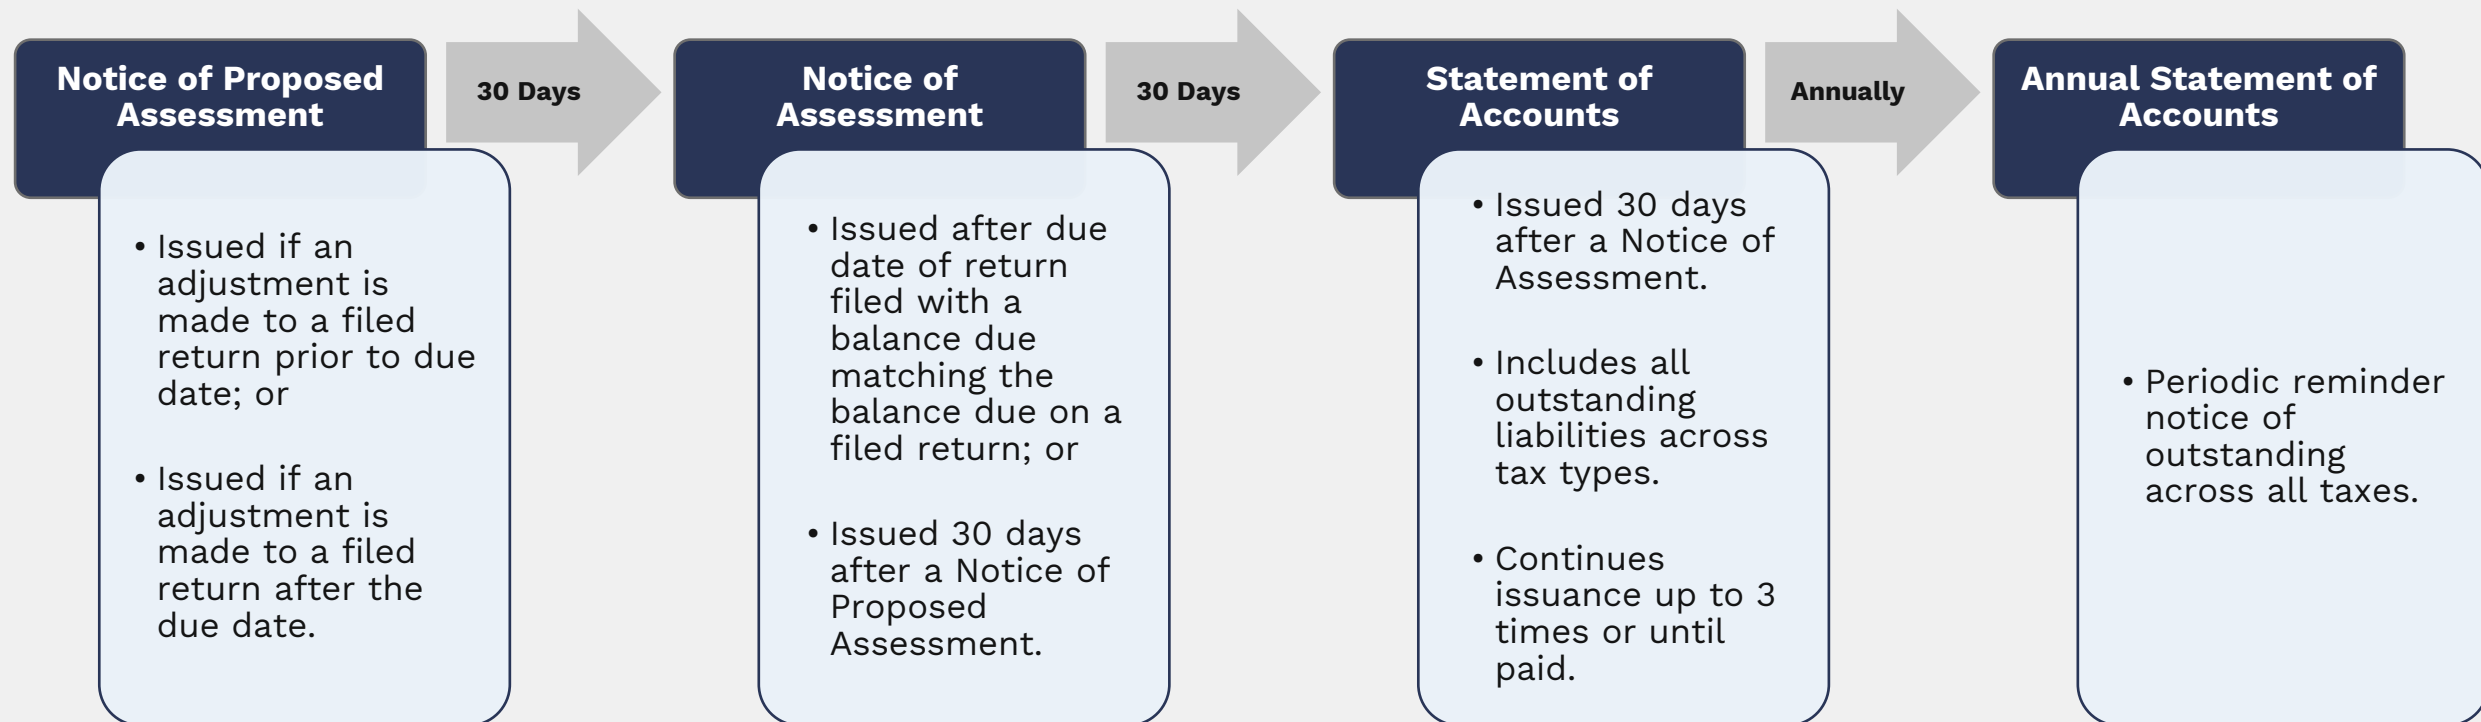 Notice of Proposed
Assessment
• Issued if an
adjustment is
made to a filed
return prior to due
date; or
• Issued if an
adjustment is
made to a filed
return after the
due date.
30 Days
Notice of
Assessment
• Issued after due
date of return
filed with a
balance due
matching the
balance due on a
filed return; or
• Issued 30 days
after a Notice of
Proposed
Assessment.
30 Days
Statement of
Accounts
• Issued 30 days
after a Notice of
Assessment.
• Includes all
outstanding
liabilities across
tax types.
• Continues
issuance up to 3
times or until
paid.
Annually
Annual Statement of
Accounts
• Periodic reminder
notice of
outstanding
across all taxes.